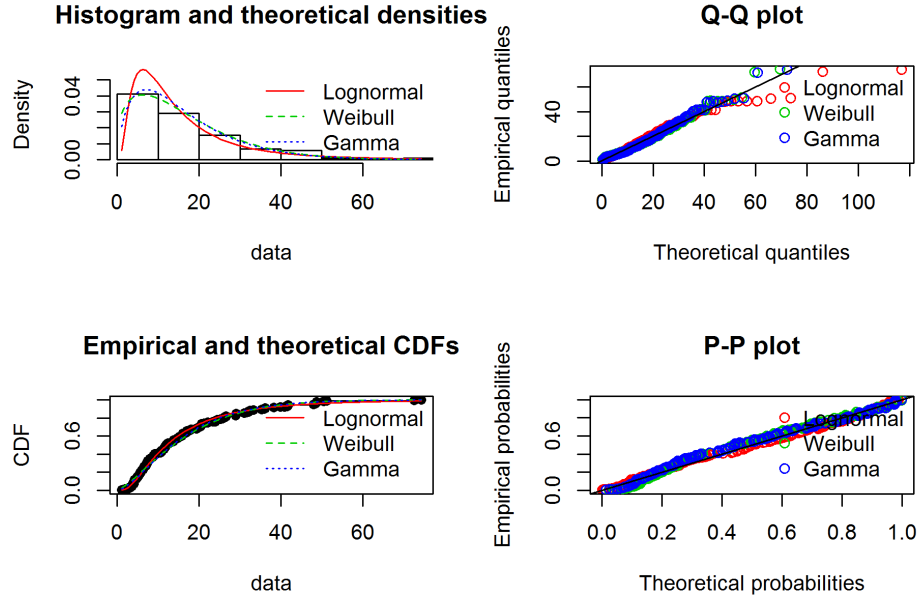 Histogram and theoretical densities
Density
0.00
0.04
Lognormal
Weibull
Gamma
0 20 40 60
data
Q-Q plot
Empirical quantiles
0
40
Lognormal
Weibull
Gamma
0 20 40 60 80 100
Theoretical quantiles
Empirical and theoretical CDFs
CDF
0.0
0.6
Lognormal
Weibull
Gamma
0 20 40 60
data
P-P plot
Empirical probabilities
0.0
0.6
Lognormal
Weibull
Gamma
0.0 0.2 0.4 0.6 0.8 1.0
Theoretical probabilities